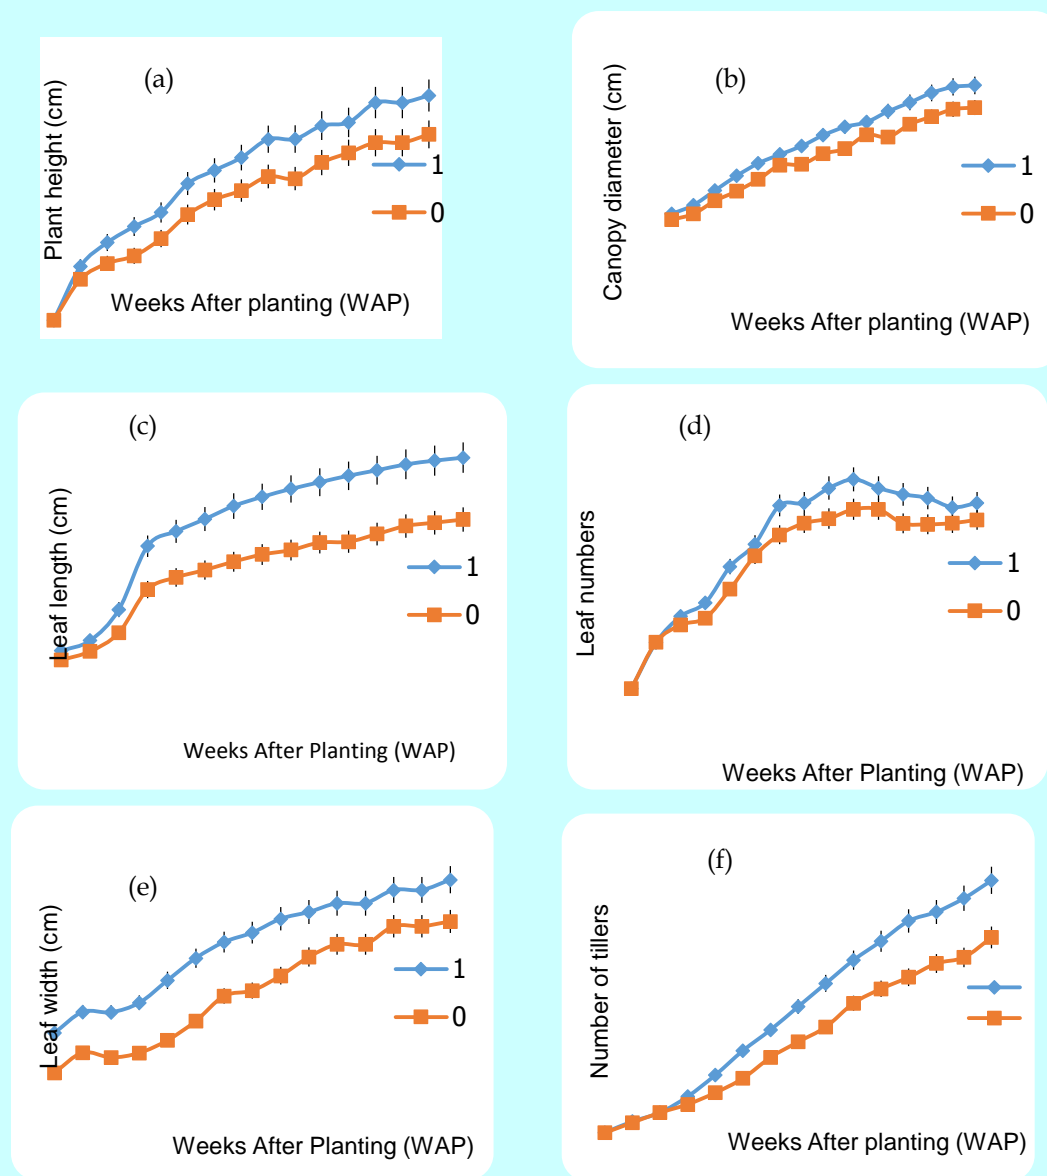 (a)
Plant height (cm)
1
0
Weeks After planting (WAP)
(b)
Canopy diameter (cm)
1
0
Weeks After planting (WAP)
(c)
Leaf length (cm)
1
0
Weeks After Planting (WAP)
(d)
Leaf numbers
1
0
Weeks After Planting (WAP)
(e)
Leaf width (cm)
1
0
Weeks After Planting (WAP)
(f)
Number of tillers
Weeks After planting (WAP)